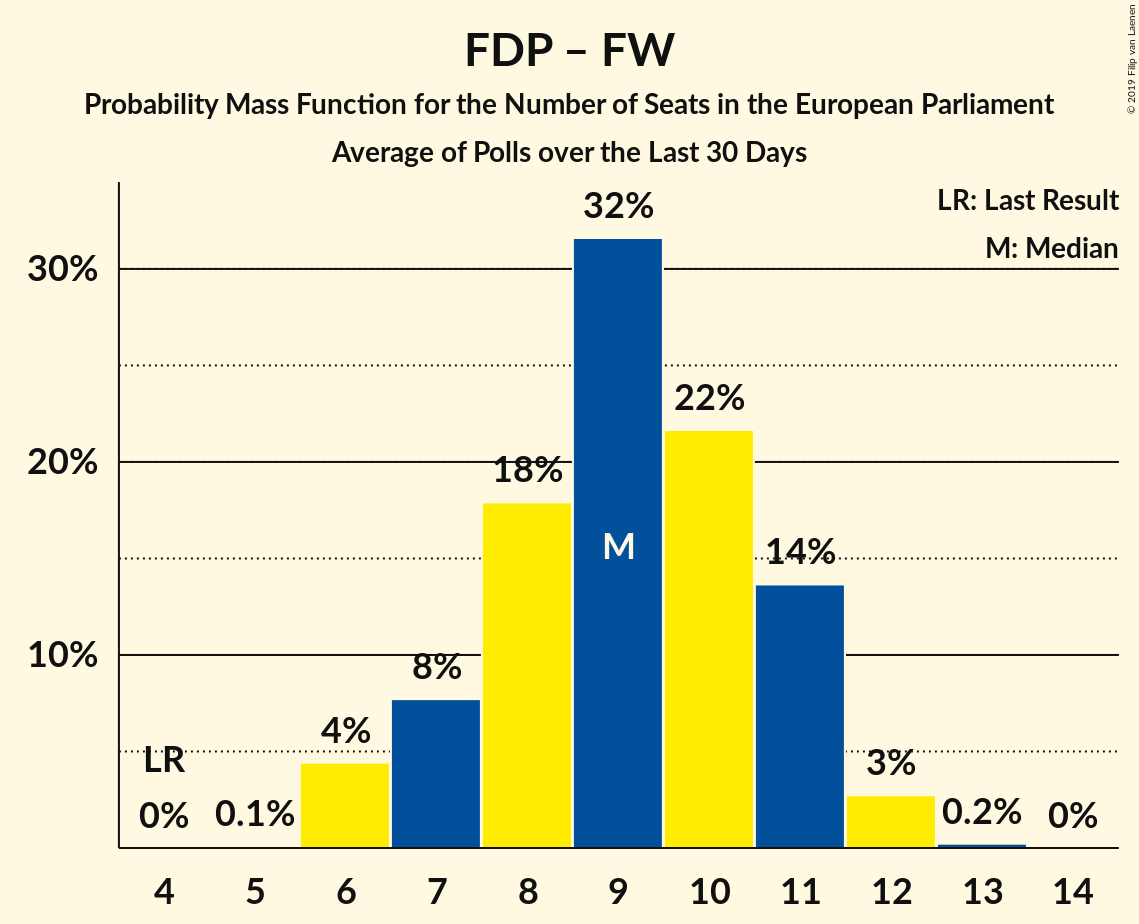 FDP – FW
Probability Mass Function for the Number of Seats in the European Parliament
Average of Polls over the Last 30 Days
© 2019 Filip van Laenen
LR: Last Result
M: Median
32%
30%
22%
20%
18%
M
14%
10%
8%
4%
LR
3%
0%
0.1%
0.2%
0%
4 5 6 7 8 9 10 11 12 13 14